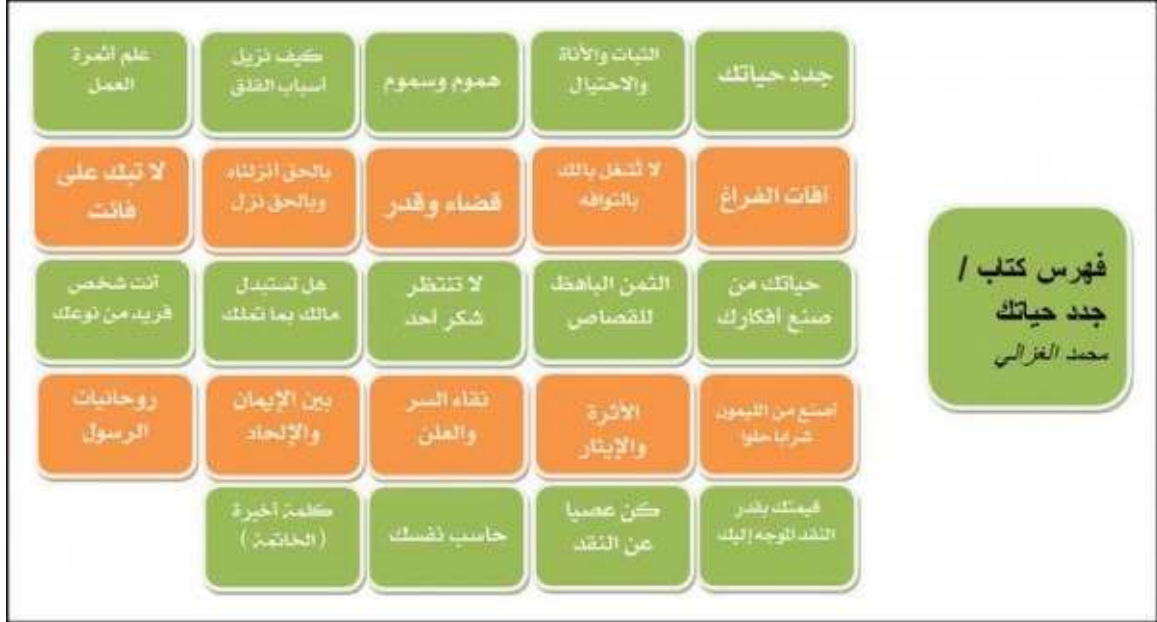 فهرس كتاب /
جدد حياتك
محمد الغزالي
جدد حياتك
الثبات والأناة
والاحتيال
هموم وسموم
كيف نزيل
أسباب القلق
علم أثمرة
العمل
آفات الفراغ
لا تشغل بالك
بالتوافه
قضاء وقدر
بالحق أنزلناه
وبالحق نزل
لا تبك على
فائت
حياتك من
صنع أفكارك
الثمن الباهظ
للقصاص
لا تنتظر
شكر أحد
هل تستبدل
مالك بما تملك
أنت شخص
فريد من نوعك
أصنع من الليمون
شرابا حلوا
الأثرة
والإيثار
نقاء السر
والعلن
بين الإيمان
والإلحاد
روحانيات
الرسول
قيمتك بقدر
النقد الموجه إليك
كن عصيا
عن النقد
حاسب نفسك
كلمة أخيرة
(الخاتمة)